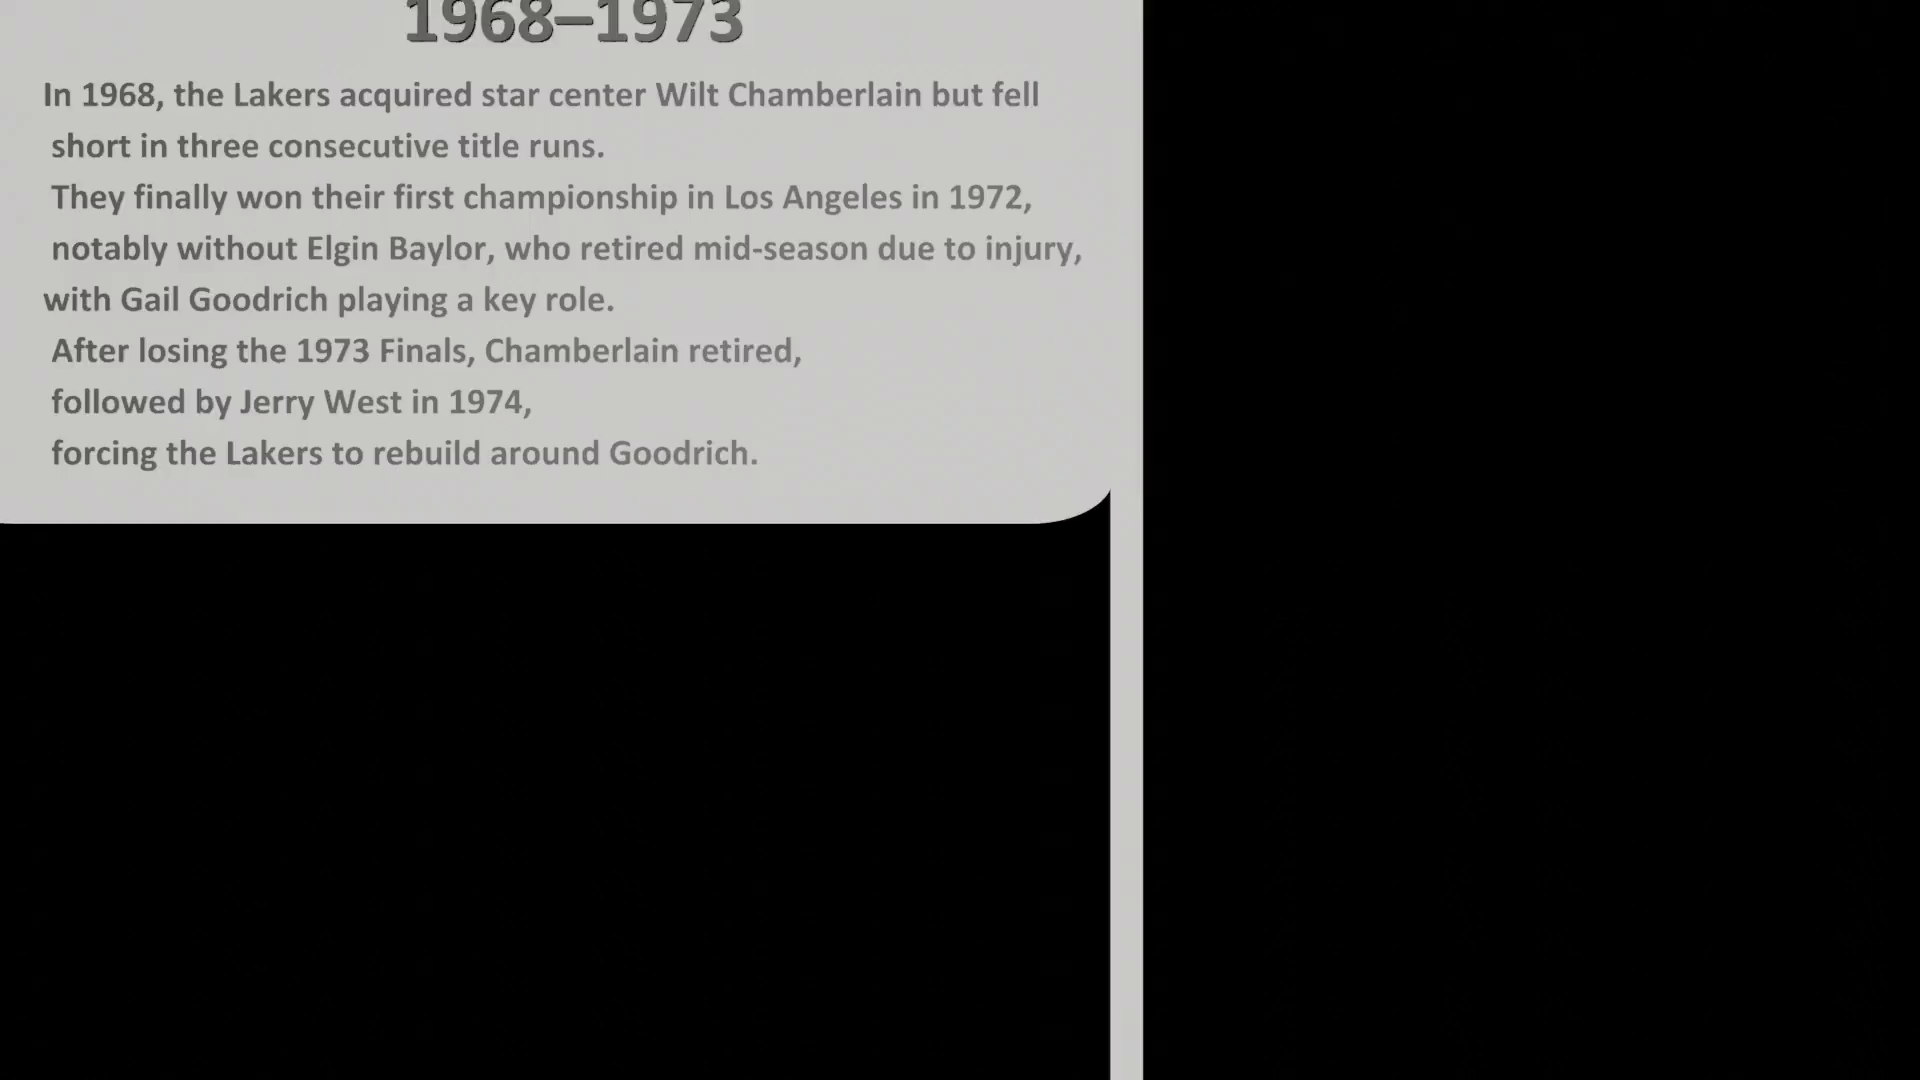 1968–1973
In 1968, the Lakers acquired star center Wilt Chamberlain but fell
short in three consecutive title runs.
They finally won their first championship in Los Angeles in 1972,
notably without Elgin Baylor, who retired mid-season due to injury,
with Gail Goodrich playing a key role.
After losing the 1973 Finals, Chamberlain retired,
followed by Jerry West in 1974,
forcing the Lakers to rebuild around Goodrich.